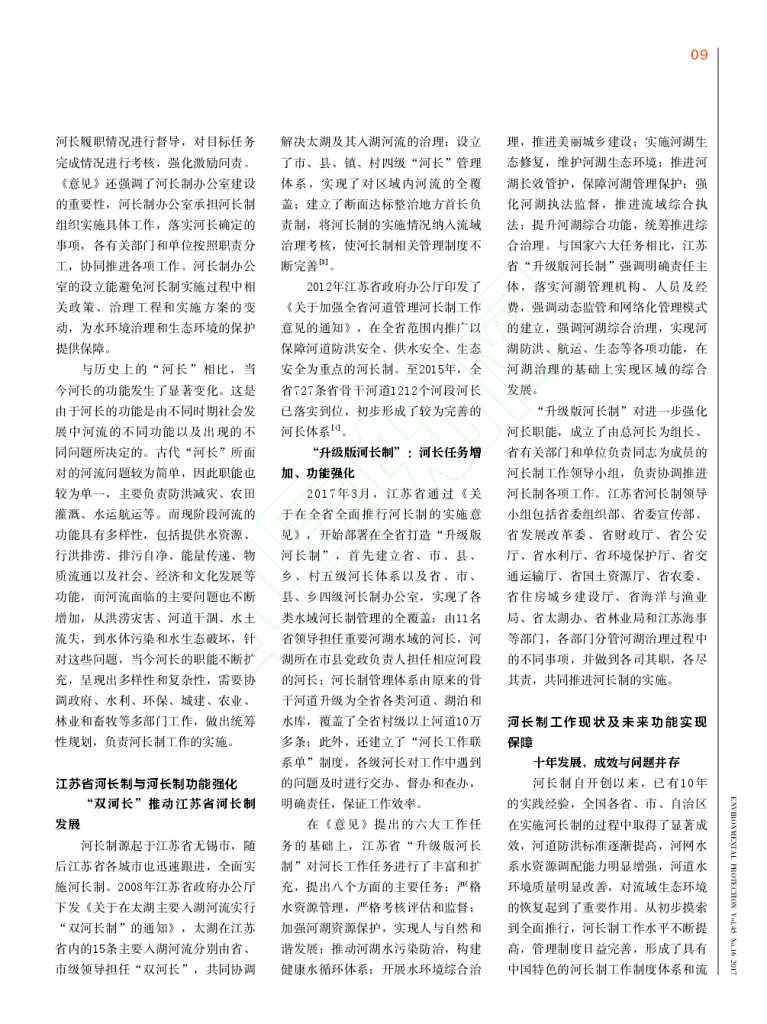 09
河长履职情况进行督导，对目标任务
完成情况进行考核，强化激励问责。
《意见》还强调了河长制办公室建设
的重要性，河长制办公室承担河长制
组织实施具体工作，落实河长确定的
事项，各有关部门和单位按照职责分
工，协同推进各项工作。河长制办公
室的设立能避免河长制实施过程中相
关政策、治理工程和实施方案的变
动，为水环境治理和生态环境的保护
提供保障。
与历史上的“河长”相比，当
今河长的功能发生了显著变化。这是
由于河长的功能是由不同时期社会发
展中河流的不同功能以及出现的不
同问题所决定的。古代“河长”所面
对的河流问题较为简单，因此职能也
较为单一，主要负责防洪减灾、农田
灌溉、水运航运等。而现阶段河流的
功能具有多样性，包括提供水资源、
行洪排涝、排污自净、能量传递、物
质流通以及社会、经济和文化发展等
功能，而河流面临的主要问题也不断
增加，从洪涝灾害、河道干涸、水土
流失，到水体污染和水生态破坏，针
对这些问题，当今河长的职能不断扩
充，呈现出多样性和复杂性，需要协
调政府、水利、环保、城建、农业、
林业和畜牧等多部门工作，做出统筹
性规划，负责河长制工作的实施。
江苏省河长制与河长制功能强化
“双河长”推动江苏省河长制
发展
河长制源起于江苏省无锡市，随
后江苏省各城市也迅速跟进，全面实
施河长制。2008年江苏省政府办公厅
下发《关于在太湖主要入湖河流实行
“双河长制”的通知》，太湖在江苏
省内的15条主要入湖河流分别由省、
市级领导担任“双河长”，共同协调
解决太湖及其入湖河流的治理；设立
了市、县、镇、村四级“河长”管理
体系，实现了对区域内河流的全覆
盖；建立了断面达标整治地方首长负
责制，将河长制的实施情况纳入流域
治理考核，使河长制相关管理制度不
断完善[3]。
2012年江苏省政府办公厅印发了
《关于加强全省河道管理河长制工作
意见的通知》，在全省范围内推广以
保障河道防洪安全、供水安全、生态
安全为重点的河长制。至2015年，全
省727条省骨干河道1212个河段河长
已落实到位，初步形成了较为完善的
河长体系[4]。
“升级版河长制”：河长任务增
加、功能强化
2017年3月，江苏省通过《关
于在全省全面推行河长制的实施意
见》，开始部署在全省打造“升级版
河长制”，首先建立省、市、县、
乡、村五级河长体系以及省、市、
县、乡四级河长制办公室，实现了各
类水域河长制管理的全覆盖；由11名
省领导担任重要河湖水域的河长，河
湖所在市县党政负责人担任相应河段
的河长；河长制管理体系由原来的骨
干河道升级为全省各类河道、湖泊和
水库，覆盖了全省村级以上河道10万
多条；此外，还建立了“河长工作联
系单”制度，各级河长对工作中遇到
的问题及时进行交办、督办和查办，
明确责任，保证工作效率。
在《意见》提出的六大工作任
务的基础上，江苏省“升级版河长
制”对河长工作任务进行了丰富和扩
充，提出八个方面的主要任务：严格
水资源管理，严格考核评估和监督；
加强河湖资源保护，实现人与自然和
谐发展；推动河湖水污染防治，构建
健康水循环体系；开展水环境综合治
理，推进美丽城乡建设；实施河湖生
态修复，维护河湖生态环境；推进河
湖长效管护，保障河湖管理保护；强
化河湖执法监督，推进流域综合执
法；提升河湖综合功能，统筹推进综
合治理。与国家六大任务相比，江苏
省“升级版河长制”强调明确责任主
体，落实河湖管理机构、人员及经
费，强调动态监管和网络化管理模式
的建立，强调河湖综合治理，实现河
湖防洪、航运、生态等各项功能，在
河湖治理的基础上实现区域的综合
发展。
“升级版河长制”对进一步强化
河长职能，成立了由总河长为组长、
省有关部门和单位负责同志为成员的
河长制工作领导小组，负责协调推进
河长制各项工作。江苏省河长制领导
小组包括省委组织部、省委宣传部、
省发展改革委、省财政厅、省公安
厅、省水利厅、省环境保护厅、省交
通运输厅、省国土资源厅、省农委、
省住房城乡建设厅、省海洋与渔业
局、省太湖办、省林业局和江苏海事
等部门，各部门分管河湖治理过程中
的不同事项，并做到各司其职，各尽
其责，共同推进河长制的实施。
河长制工作现状及未来功能实现
保障
十年发展，成效与问题并存
河长制自开创以来，已有10年
的实践经验，全国各省、市、自治区
在实施河长制的过程中取得了显著成
效，河道防洪标准逐渐提高，河网水
系水资源调配能力明显增强，河道水
环境质量明显改善，对流域生态环境
的恢复起到了重要作用。从初步摸索
到全面推行，河长制工作水平不断提
高，管理制度日益完善，形成了具有
中国特色的河长制工作制度体系和流
ENVIRONMENTAL PROTECTION Vol.45 No.16 2017